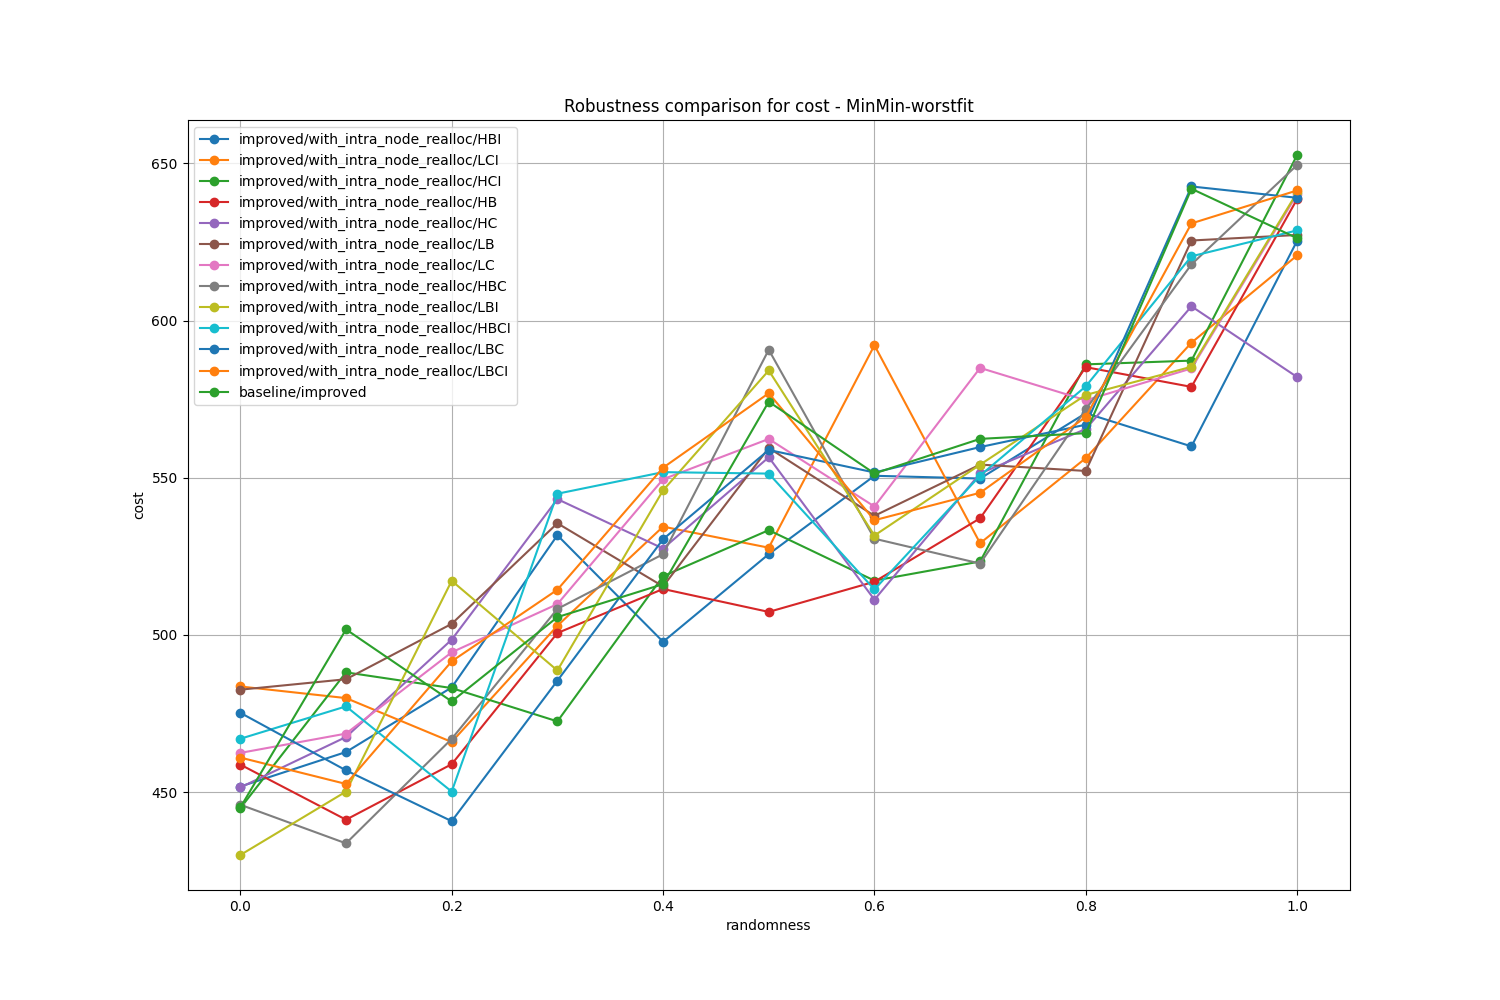 Robustness comparison for cost - MinMin-worstfit
improved/with_intra_node_realloc/HBI
improved/with_intra_node_realloc/LCI
improved/with_intra_node_realloc/HCI
improved/with_intra_node_realloc/HB
improved/with_intra_node_realloc/HC
improved/with_intra_node_realloc/LB
improved/with_intra_node_realloc/LC
improved/with_intra_node_realloc/HBC
improved/with_intra_node_realloc/LBI
improved/with_intra_node_realloc/HBCI
improved/with_intra_node_realloc/LBC
improved/with_intra_node_realloc/LBCI
baseline/improved
650
600
550
500
450
cost
0.0 0.2 0.4 0.6 0.8 1.0
randomness